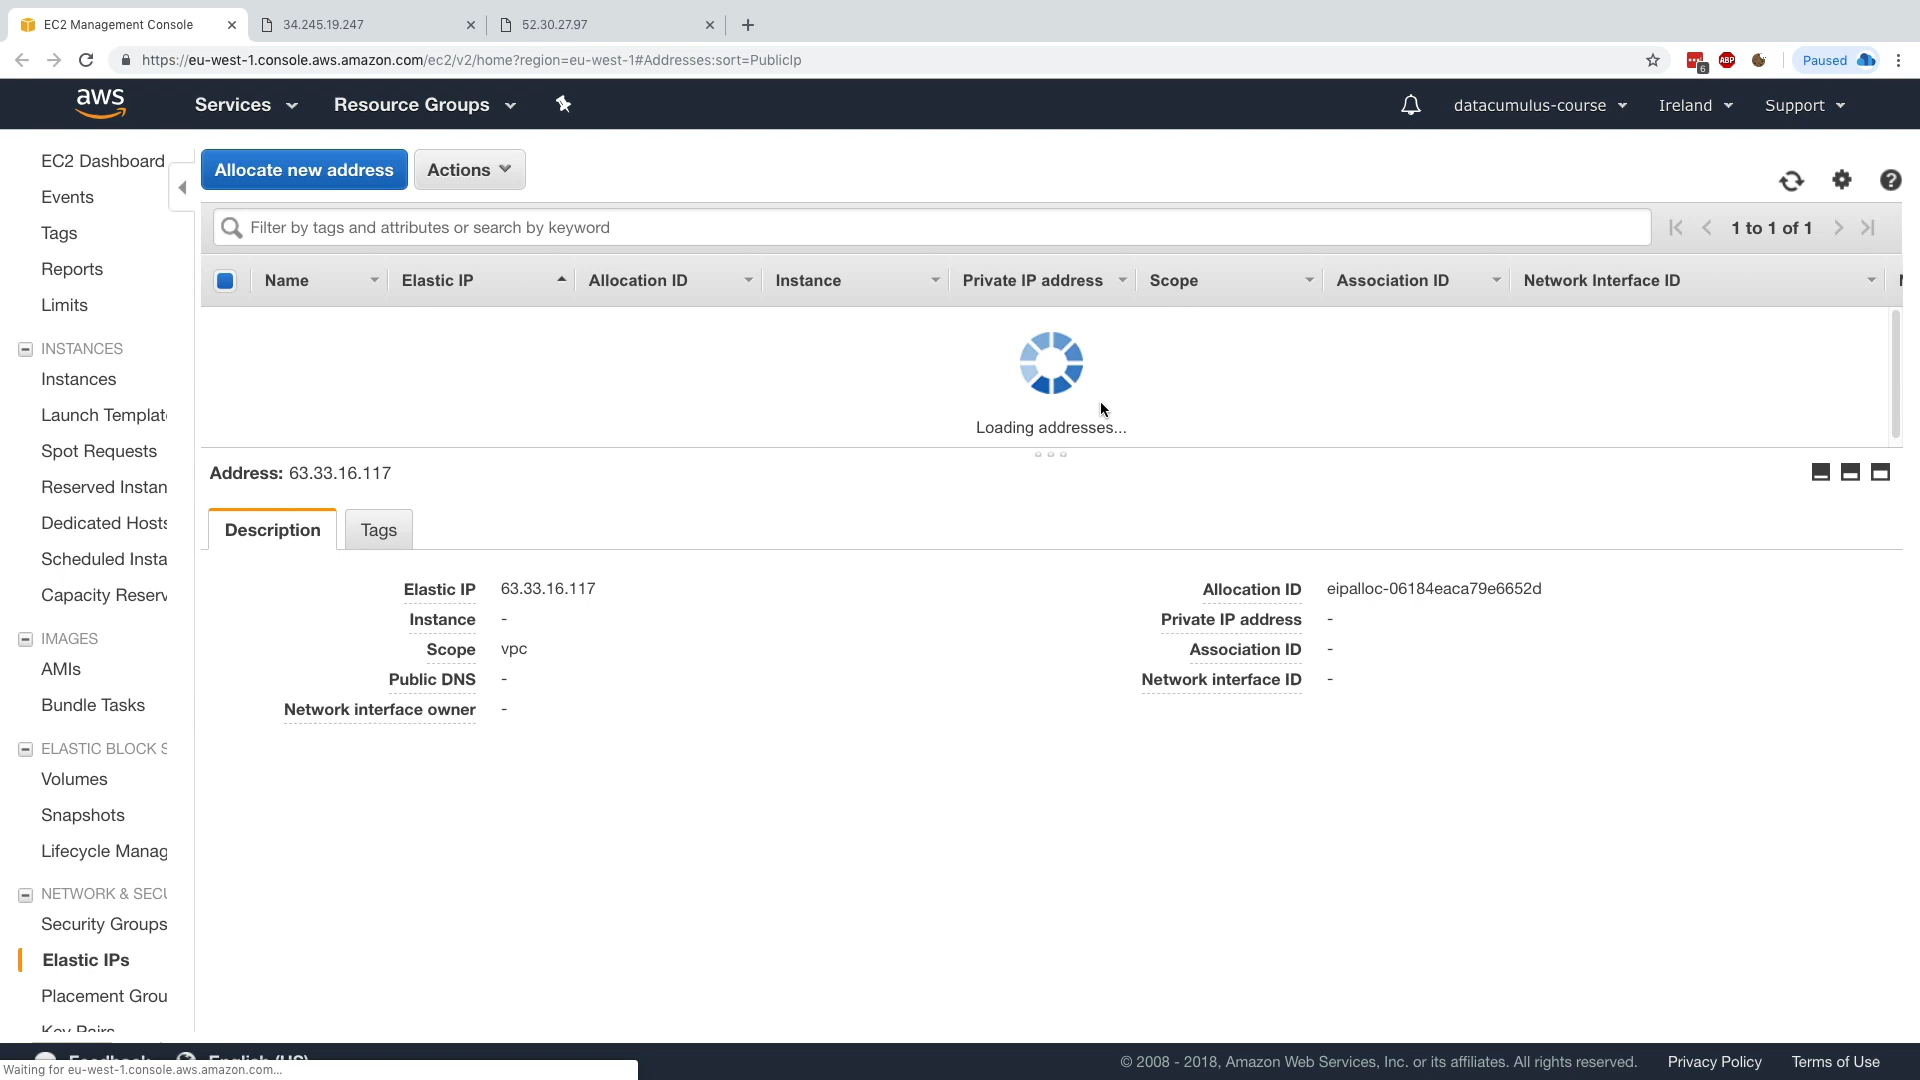 EC2 Management Console
34.245.19.247
52.30.27.97
https://eu-west-1.console.aws.amazon.com/ec2/v2/home?region=eu-west-1#Addresses:sort=PublicIp
6
ABP
Paused
aws
Services
Resource Groups
datacumulus-course
Ireland
Support
EC2 Dashboard
Events
Tags
Reports
Limits
INSTANCES
Instances
Launch Templat
Spot Requests
Reserved Instan
Dedicated Hosts
Scheduled Insta
Capacity Reserv
IMAGES
AMIs
Bundle Tasks
ELASTIC BLOCK S
Volumes
Snapshots
Lifecycle Manag
NETWORK & SECU
Security Groups
Elastic IPs
Placement Grou
Key Pairs
Allocate new address
Actions
Filter by tags and attributes or search by keyword
1 to 1 of 1
Name
Elastic IP
Allocation ID
Instance
Private IP address
Scope
Association ID
Network Interface ID
Loading addresses...
Address: 63.33.16.117
Description
Tags
Elastic IP 63.33.16.117
Instance -
Scope vpc
Public DNS -
Network interface owner -
Allocation ID eipalloc-06184eaca79e6652d
Private IP address -
Association ID -
Network interface ID -
Feedback
English (US)
© 2008 - 2018, Amazon Web Services, Inc. or its affiliates. All rights reserved.
Privacy Policy
Terms of Use
Waiting for eu-west-1.console.aws.amazon.com...